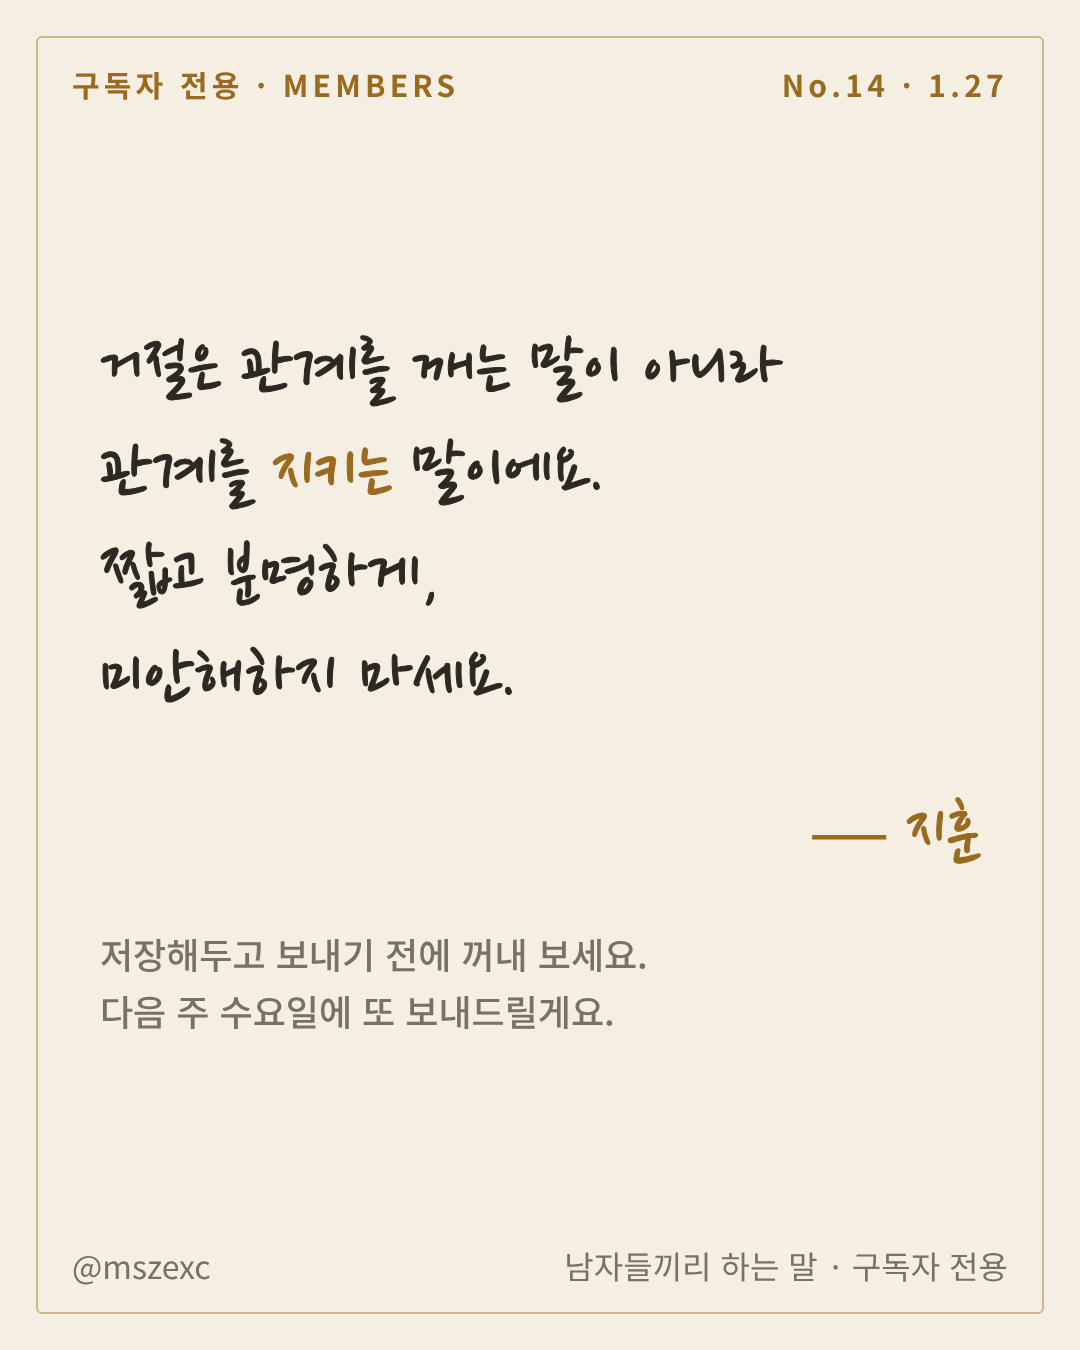 구독자 전용 · MEMBERS
No.14 · 1.27
거절은 관계를 깨는 말이 아니라
관계를 지키는 말이에요.
짧고 분명하게,
미안해하지 마세요.
— 지훈
저장해두고 보내기 전에 꺼내 보세요.
다음 주 수요일에 또 보내드릴게요.
@mszexc
남자들끼리 하는 말 · 구독자 전용